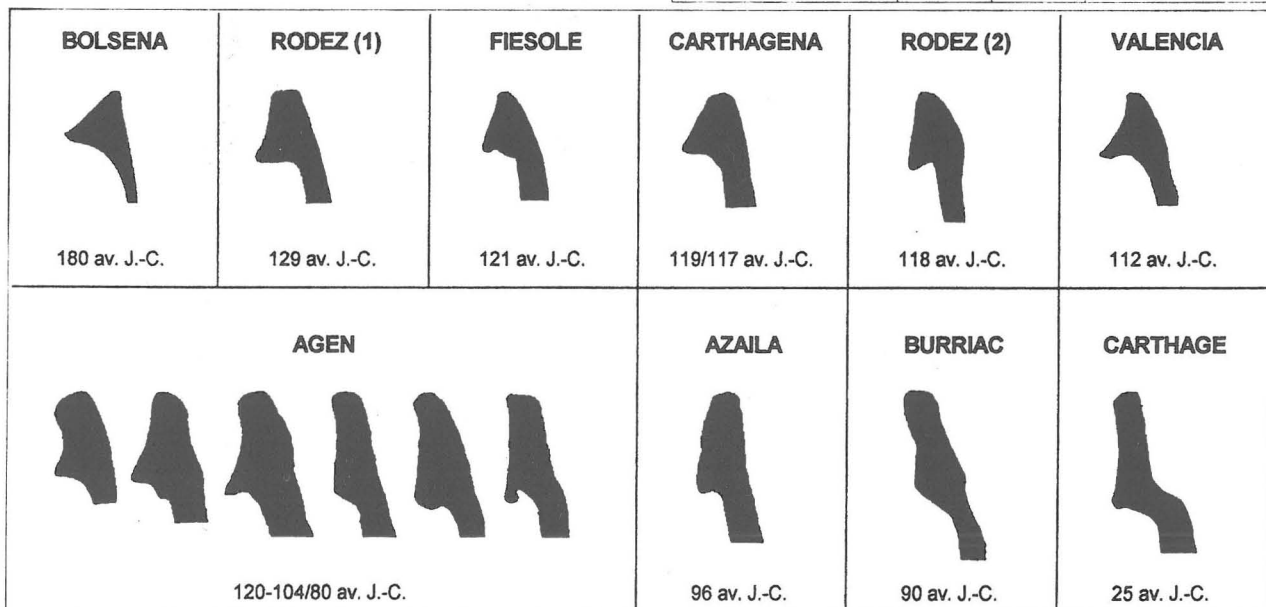 BOLSENA
RODEZ (1)
FIESOLE
CARTHAGENA
RODEZ (2)
VALENCIA
180 av. J.-C.
129 av. J.-C.
121 av. J.-C.
119/117 av. J.-C.
118 av. J.-C.
112 av. J.-C.
AGEN
AZAILA
BURRIAC
CARTHAGE
120-104/80 av. J.-C.
96 av. J.-C.
90 av. J.-C.
25 av. J.-C.